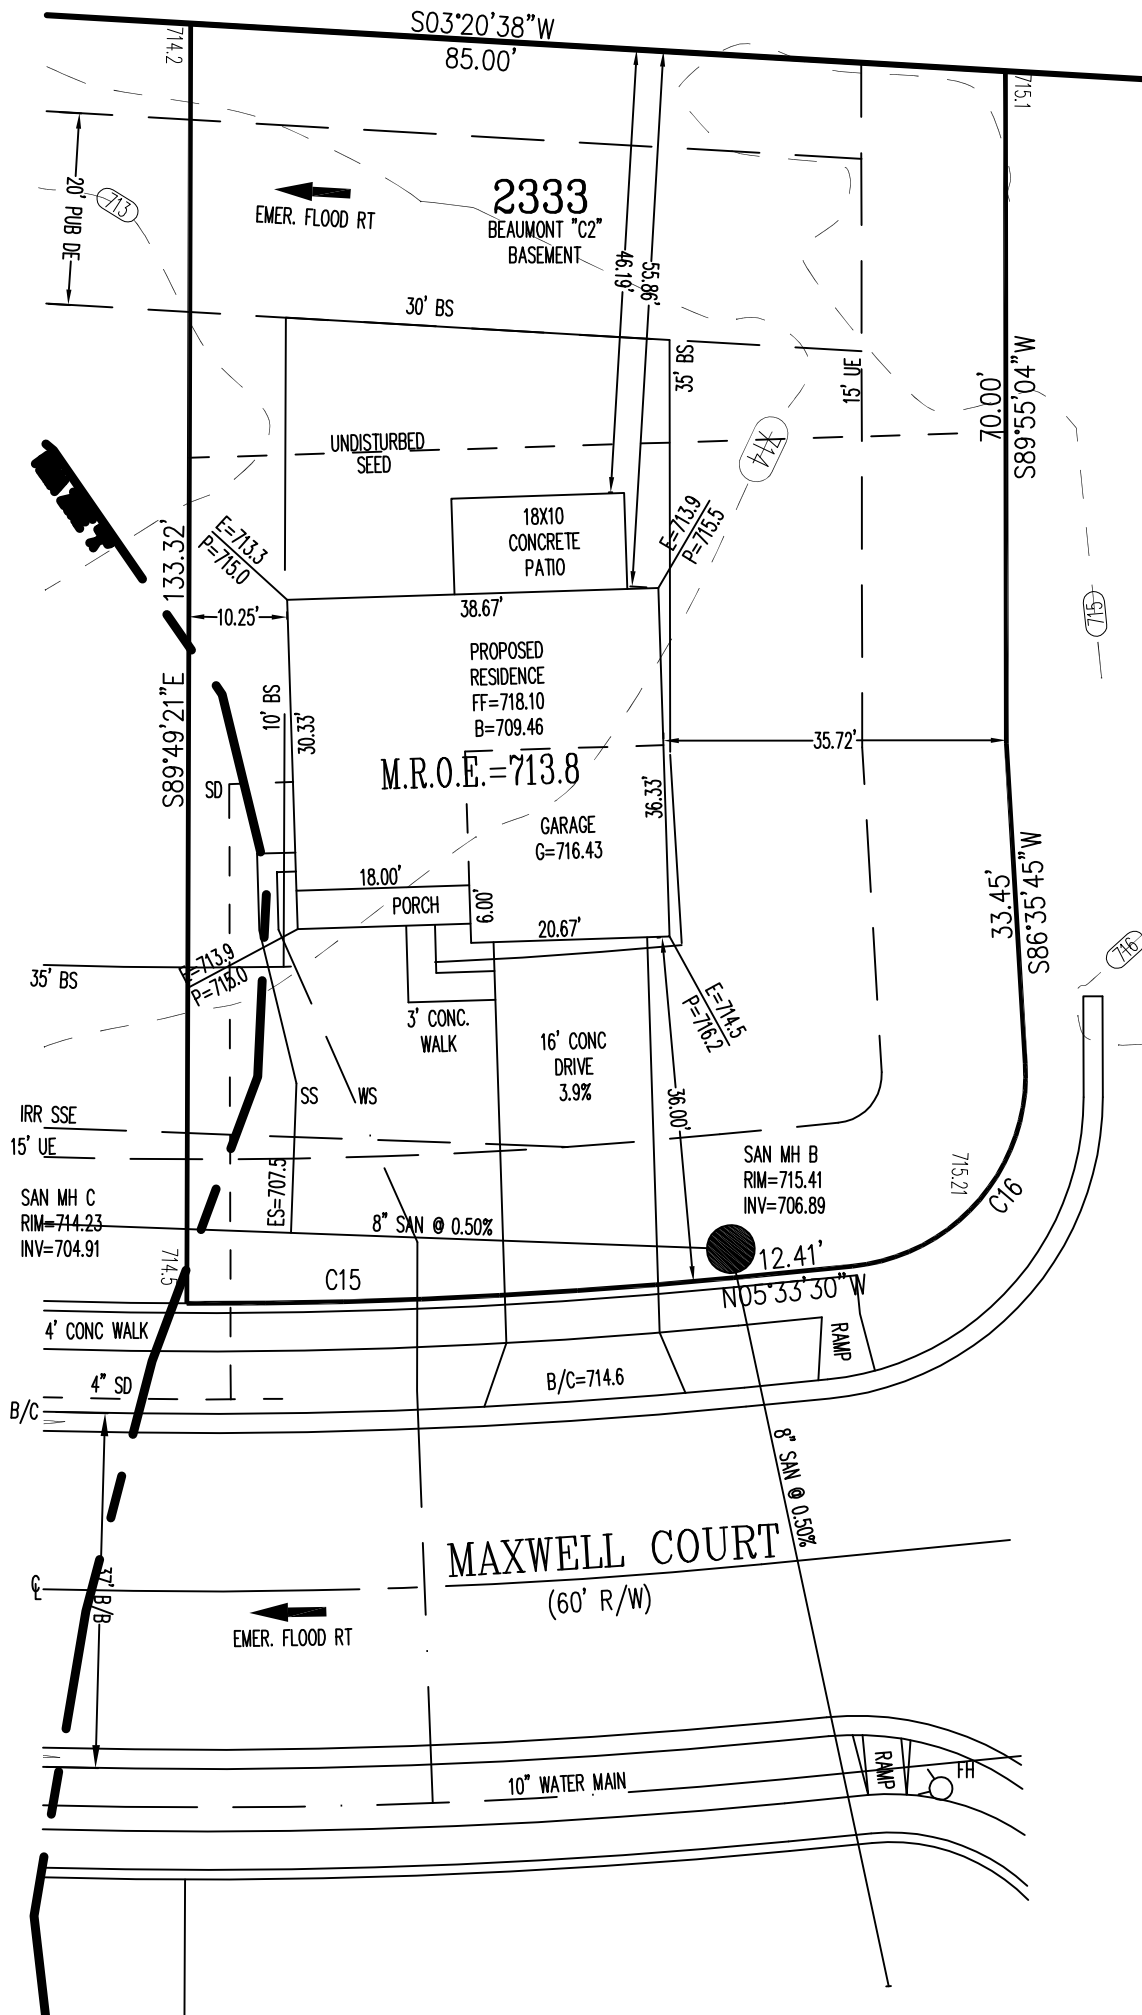 S03°20'38"W
85.00'
714.2
715.1
20' PUB DE
713
EMER. FLOOD RT
2333
BEAUMONT "C2"
BASEMENT
46.19'
55.86'
30' BS
35' BS
15' UE
70.00'
S89°55'04"W
UNDISTURBED
SEED
714
18X10
CONCRETE
PATIO
E=713.3
P=715.0
E=713.9
P=715.5
133.32'
S89°49'21"E
10.25'
38.67'
715
PROPOSED
RESIDENCE
FF=718.10
B=709.46
10' BS
30.33'
M.R.O.E.=713.8
35.72'
SD
36.33'
GARAGE
G=716.43
18.00'
PORCH
6.00'
20.67'
33.45'
S86°35'45"W
716
35' BS
E=713.9
P=715.0
E=714.5
P=716.2
3' CONC.
WALK
16' CONC
DRIVE
3.9%
SS
WS
36.00'
IRR SSE
15' UE
SAN MH B
RIM=715.41
INV=706.89
715.21
C16
SAN MH C
RIM=714.23
INV=704.91
ES=707.5
8" SAN @ 0.50%
714.5
C15
12.41'
N05°33'30"W
4' CONC WALK
RAMP
4" SD
B/C=714.6
B/C
8" SAN @ 0.50%
MAXWELL COURT
(60' R/W)
37' B/B
EMER. FLOOD RT
10" WATER MAIN
RAMP
FH